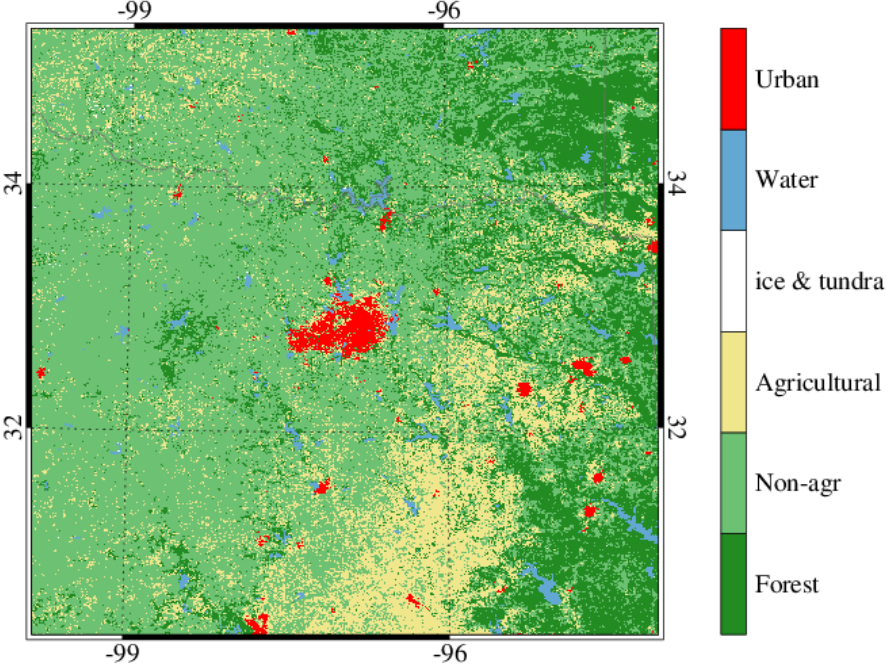 -99 -96
34 34
32 32
-99 -96
Urban
Water
ice & tundra
Agricultural
Non-agr
Forest